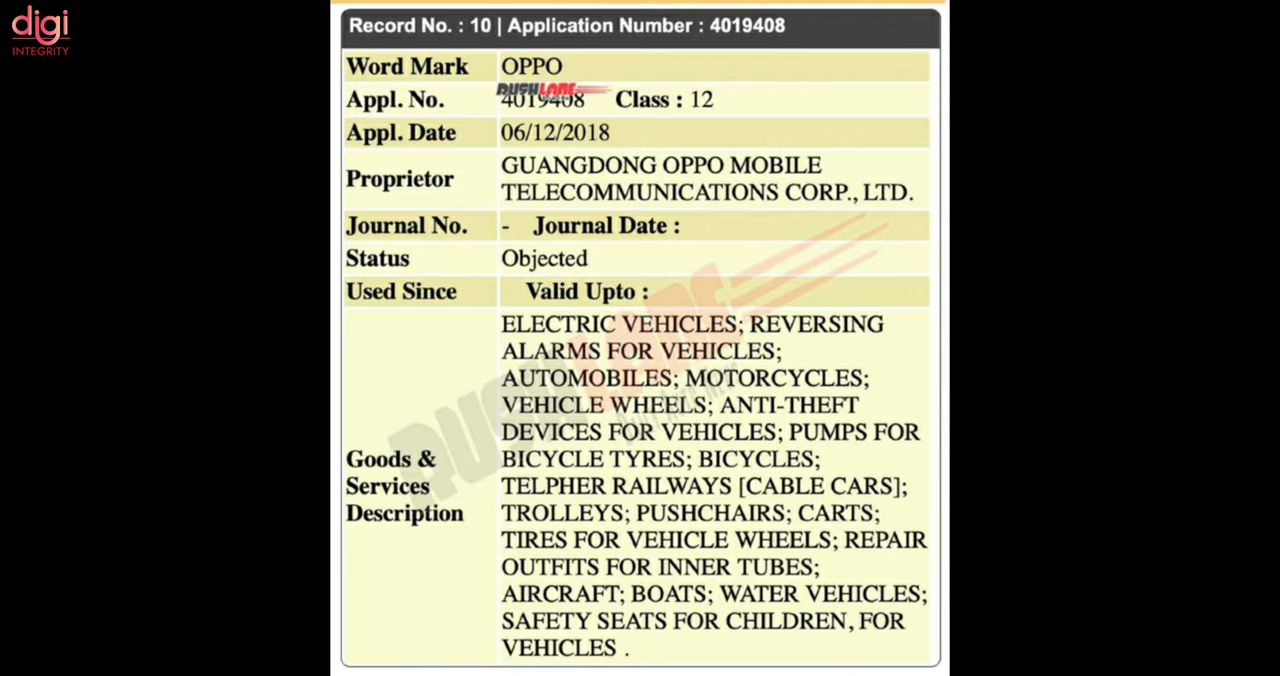 digi
INTEGRITY
Record No. : 10 | Application Number : 4019408
Word Mark OPPO
RUSHLANE
Appl. No. 4019408 Class : 12
Appl. Date 06/12/2018
Proprietor GUANGDONG OPPO MOBILE
TELECOMMUNICATIONS CORP., LTD.
Journal No. - Journal Date :
Status Objected
Used Since Valid Upto :
Goods &
Services
Description
ELECTRIC VEHICLES; REVERSING
ALARMS FOR VEHICLES;
AUTOMOBILES; MOTORCYCLES;
VEHICLE WHEELS; ANTI-THEFT
DEVICES FOR VEHICLES; PUMPS FOR
BICYCLE TYRES; BICYCLES;
TELPHER RAILWAYS [CABLE CARS];
TROLLEYS; PUSHCHAIRS; CARTS;
TIRES FOR VEHICLE WHEELS; REPAIR
OUTFITS FOR INNER TUBES;
AIRCRAFT; BOATS; WATER VEHICLES;
SAFETY SEATS FOR CHILDREN, FOR
VEHICLES .
RUSHLANE